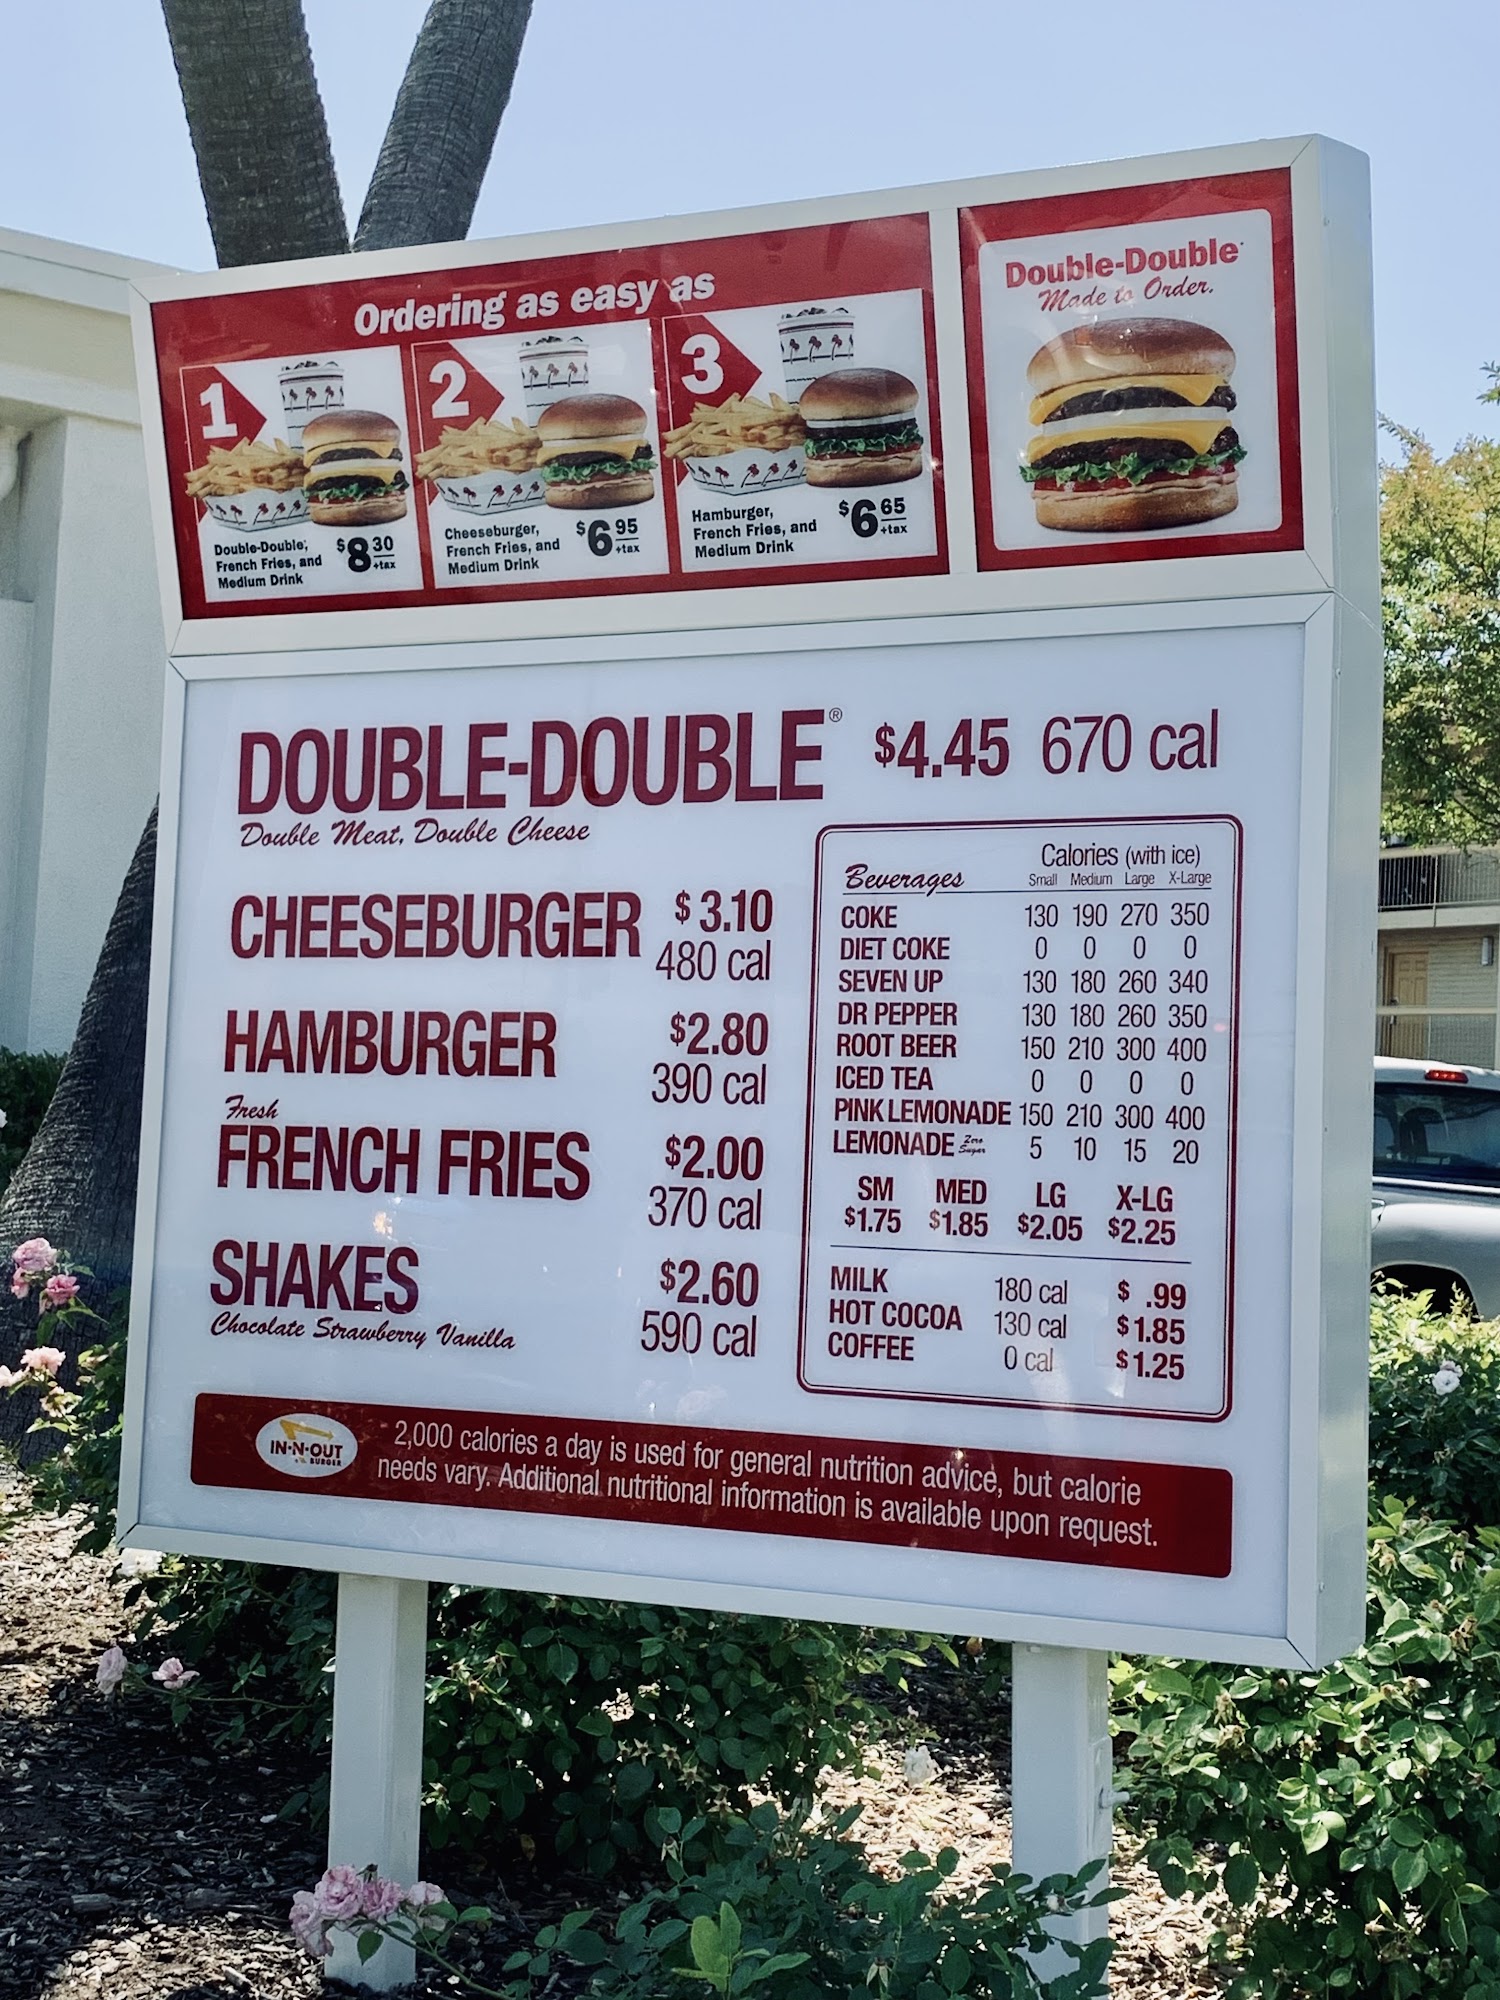 Ordering as easy as
1
Double-Double,
French Fries, and
Medium Drink
$8 30
+tax
2
Cheeseburger,
French Fries, and
Medium Drink
$6 95
+tax
3
Hamburger,
French Fries, and
Medium Drink
$6 65
+tax
Double-Double
Made to Order.
DOUBLE-DOUBLE® $4.45 670 cal
Double Meat, Double Cheese
CHEESEBURGER $3.10
480 cal
HAMBURGER $2.80
390 cal
Fresh
FRENCH FRIES $2.00
370 cal
SHAKES $2.60
Chocolate Strawberry Vanilla 590 cal
Calories (with ice)
Beverages Small Medium Large X-Large
COKE 130 190 270 350
DIET COKE 0 0 0 0
SEVEN UP 130 180 260 340
DR PEPPER 130 180 260 350
ROOT BEER 150 210 300 400
ICED TEA 0 0 0 0
PINK LEMONADE 150 210 300 400
LEMONADE Zero Sugar 5 10 15 20
SM MED LG X-LG
$1.75 $1.85 $2.05 $2.25
MILK 180 cal $ .99
HOT COCOA 130 cal $1.85
COFFEE 0 cal $1.25
IN-N-OUT
BURGER
2,000 calories a day is used for general nutrition advice, but calorie
needs vary. Additional nutritional information is available upon request.